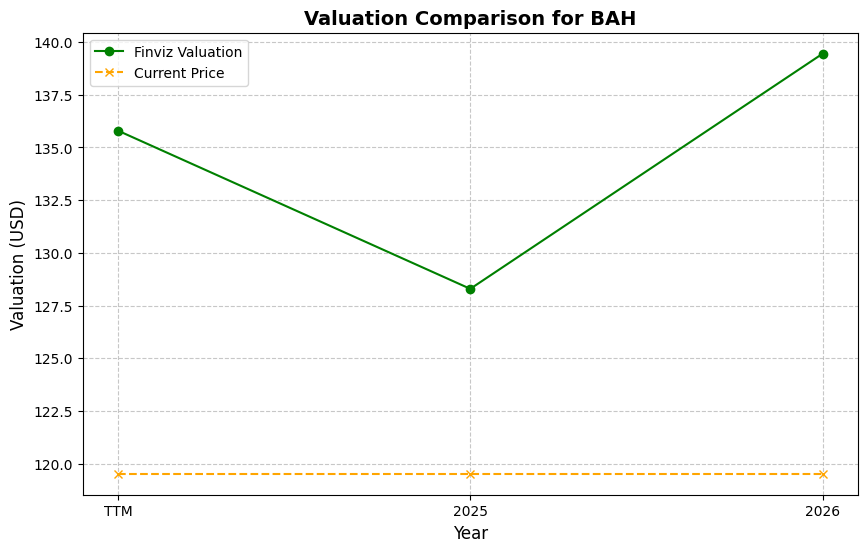 Valuation Comparison for BAH
Finviz Valuation
Current Price
Valuation (USD)
140.0
137.5
135.0
132.5
130.0
127.5
125.0
122.5
120.0
TTM
2025
2026
Year